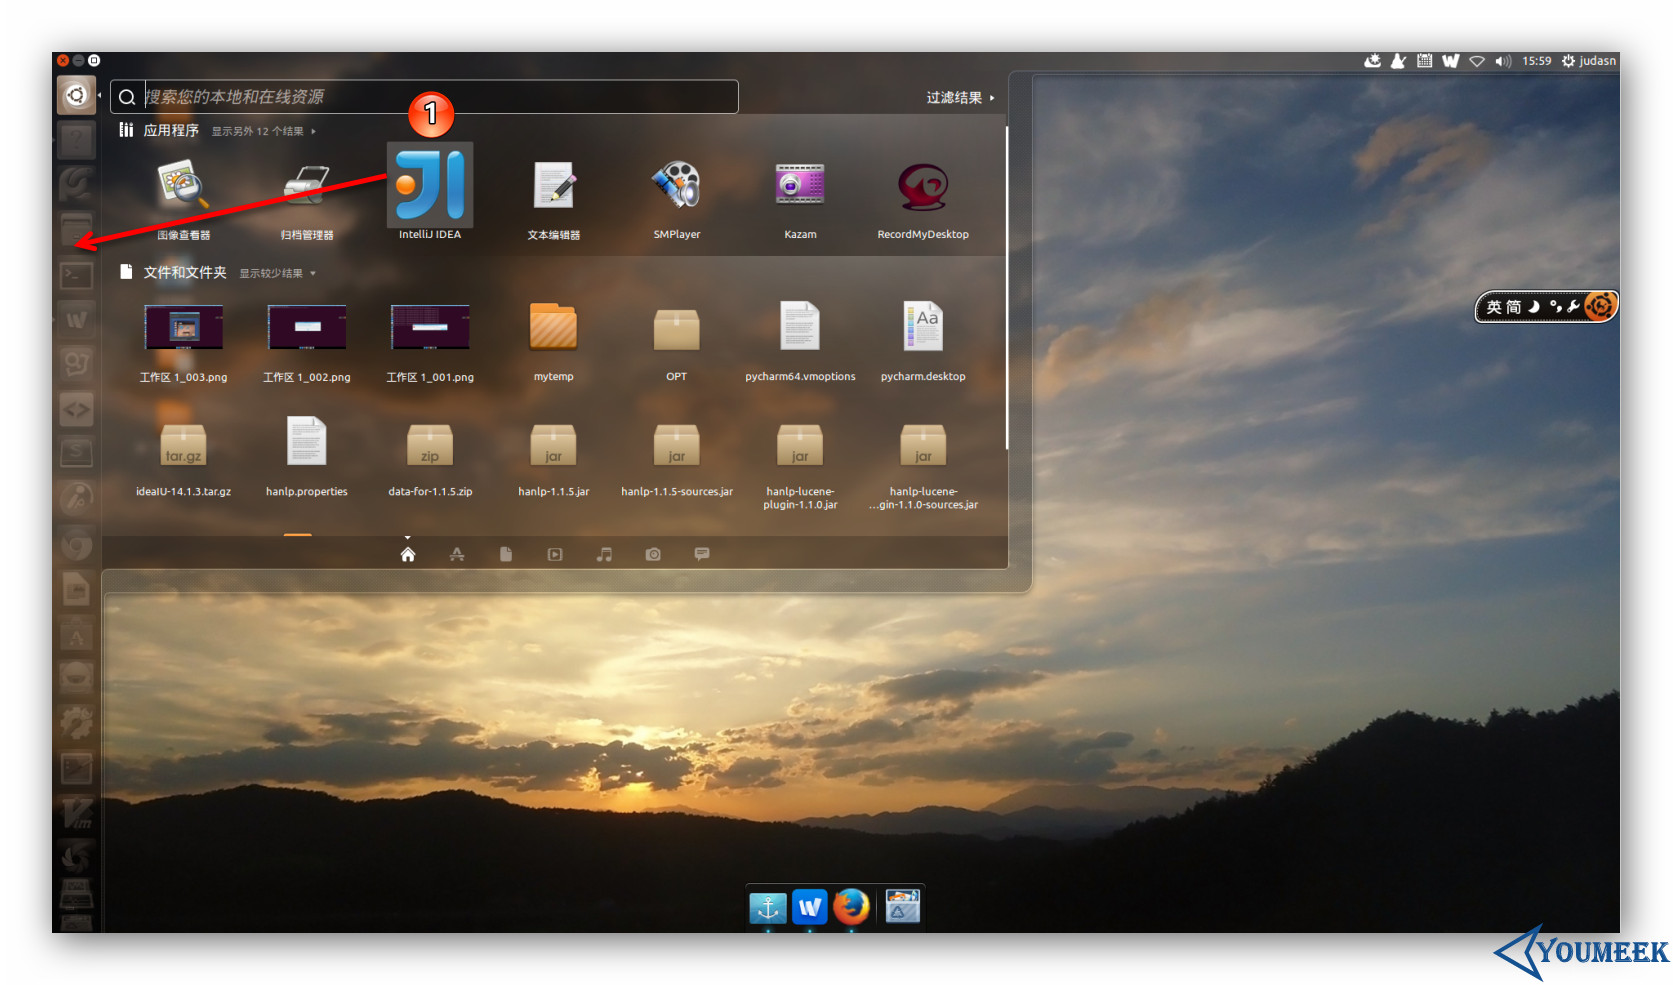 15:59 judasn
搜索您的本地和在线资源
过滤结果
1
应用程序 显示另外 12 个结果
图像查看器 归档管理器 IntelliJ IDEA 文本编辑器 SMPlayer Kazam RecordMyDesktop
文件和文件夹 显示较少结果
英 简
Aa
工作区 1_003.png 工作区 1_002.png 工作区 1_001.png mytemp OPT pycharm64.vmoptions pycharm.desktop
tar.gz zip jar jar jar jar
ideaIU-14.1.3.tar.gz hanlp.properties data-for-1.1.5.zip hanlp-1.1.5.jar hanlp-1.1.5-sources.jar hanlp-lucene- hanlp-lucene-
plugin-1.1.0.jar …gin-1.1.0-sources.jar
YOUMEEK